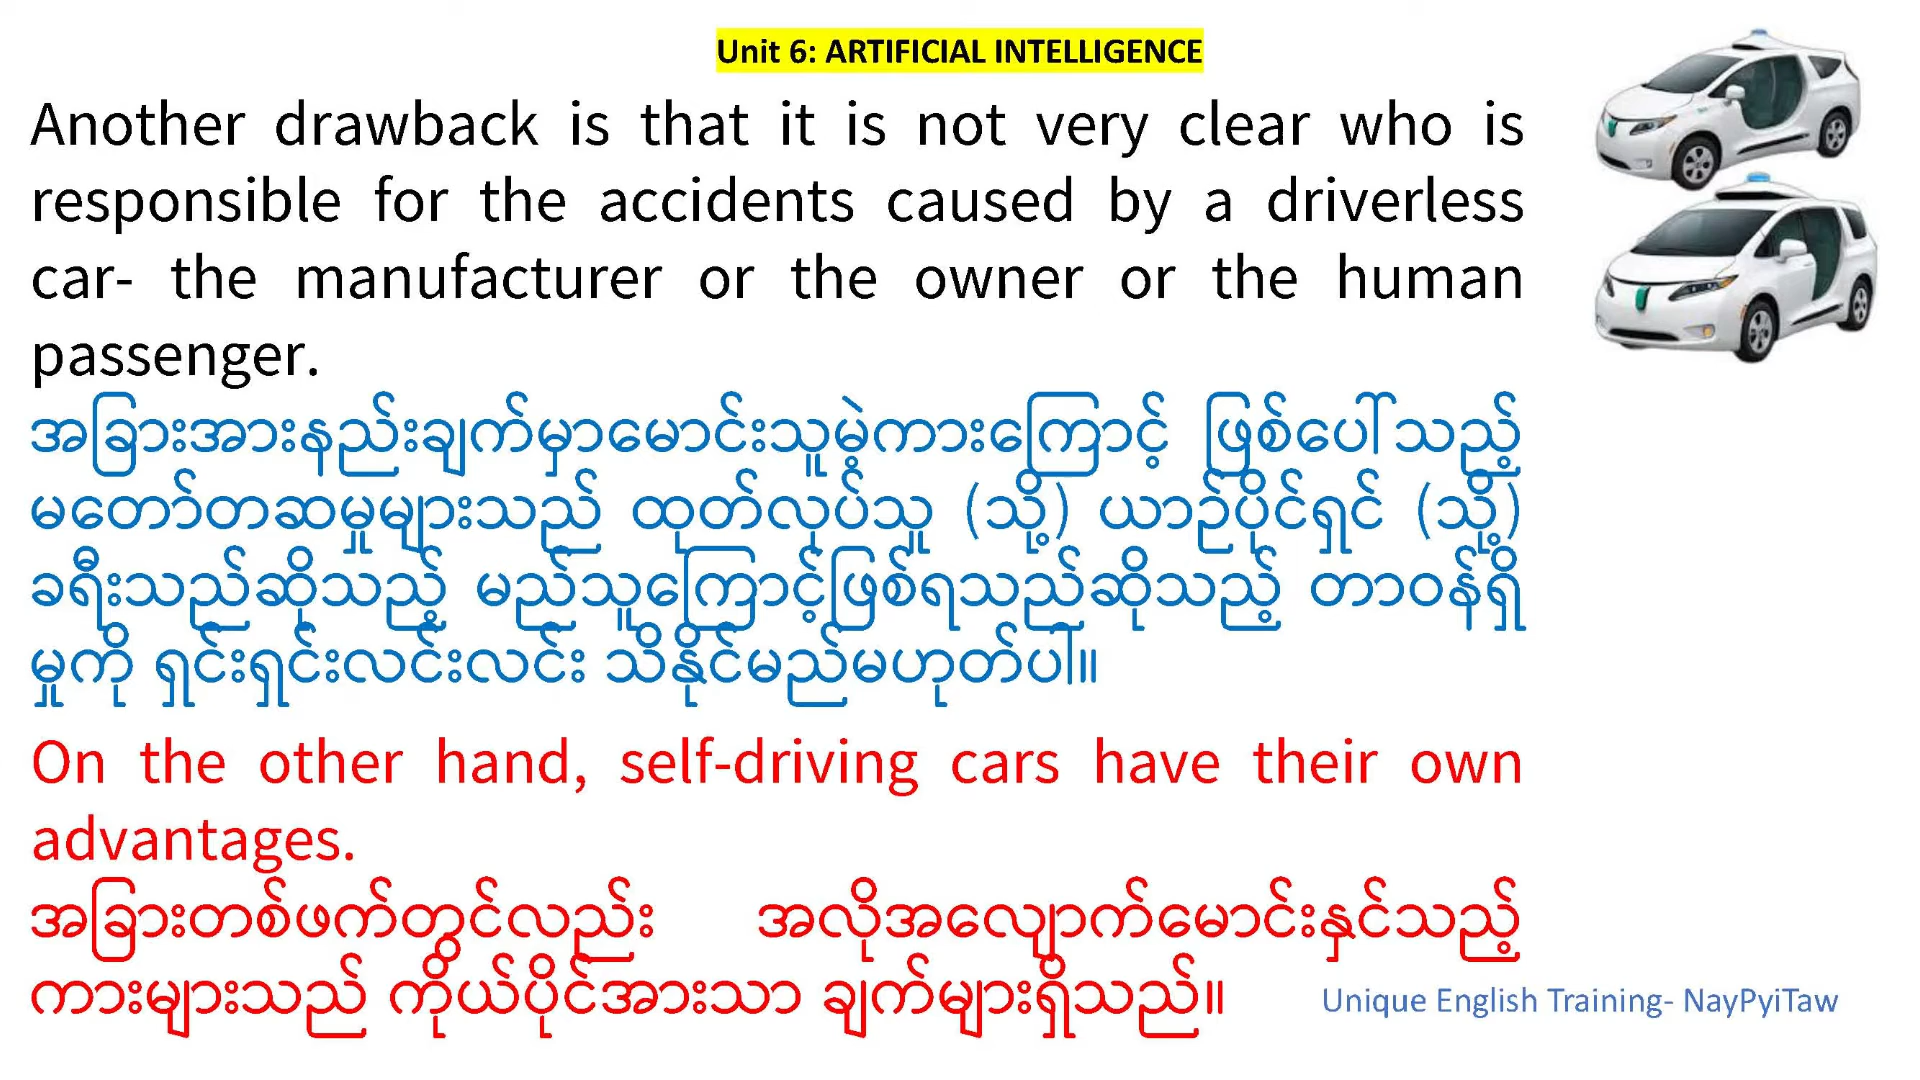 Unit 6: ARTIFICIAL INTELLIGENCE
Another drawback is that it is not very clear who is
responsible for the accidents caused by a driverless
car- the manufacturer or the owner or the human
passenger.
အခြားအားနည်းချက်မှာမောင်းသူမဲ့ကားကြောင့် ဖြစ်ပေါ်သည့်
မတော်တဆမှုများသည် ထုတ်လုပ်သူ (သို့) ယာဉ်ပိုင်ရှင် (သို့)
ခရီးသည်ဆိုသည့် မည်သူကြောင့်ဖြစ်ရသည်ဆိုသည့် တာဝန်ရှိ
မှုကို ရှင်းရှင်းလင်းလင်း သိနိုင်မည်မဟုတ်ပါ။
On the other hand, self-driving cars have their own
advantages.
အခြားတစ်ဖက်တွင်လည်း အလိုအလျောက်မောင်းနှင်သည့်
ကားများသည် ကိုယ်ပိုင်အားသာ ချက်များရှိသည်။
Unique English Training- NayPyiTaw